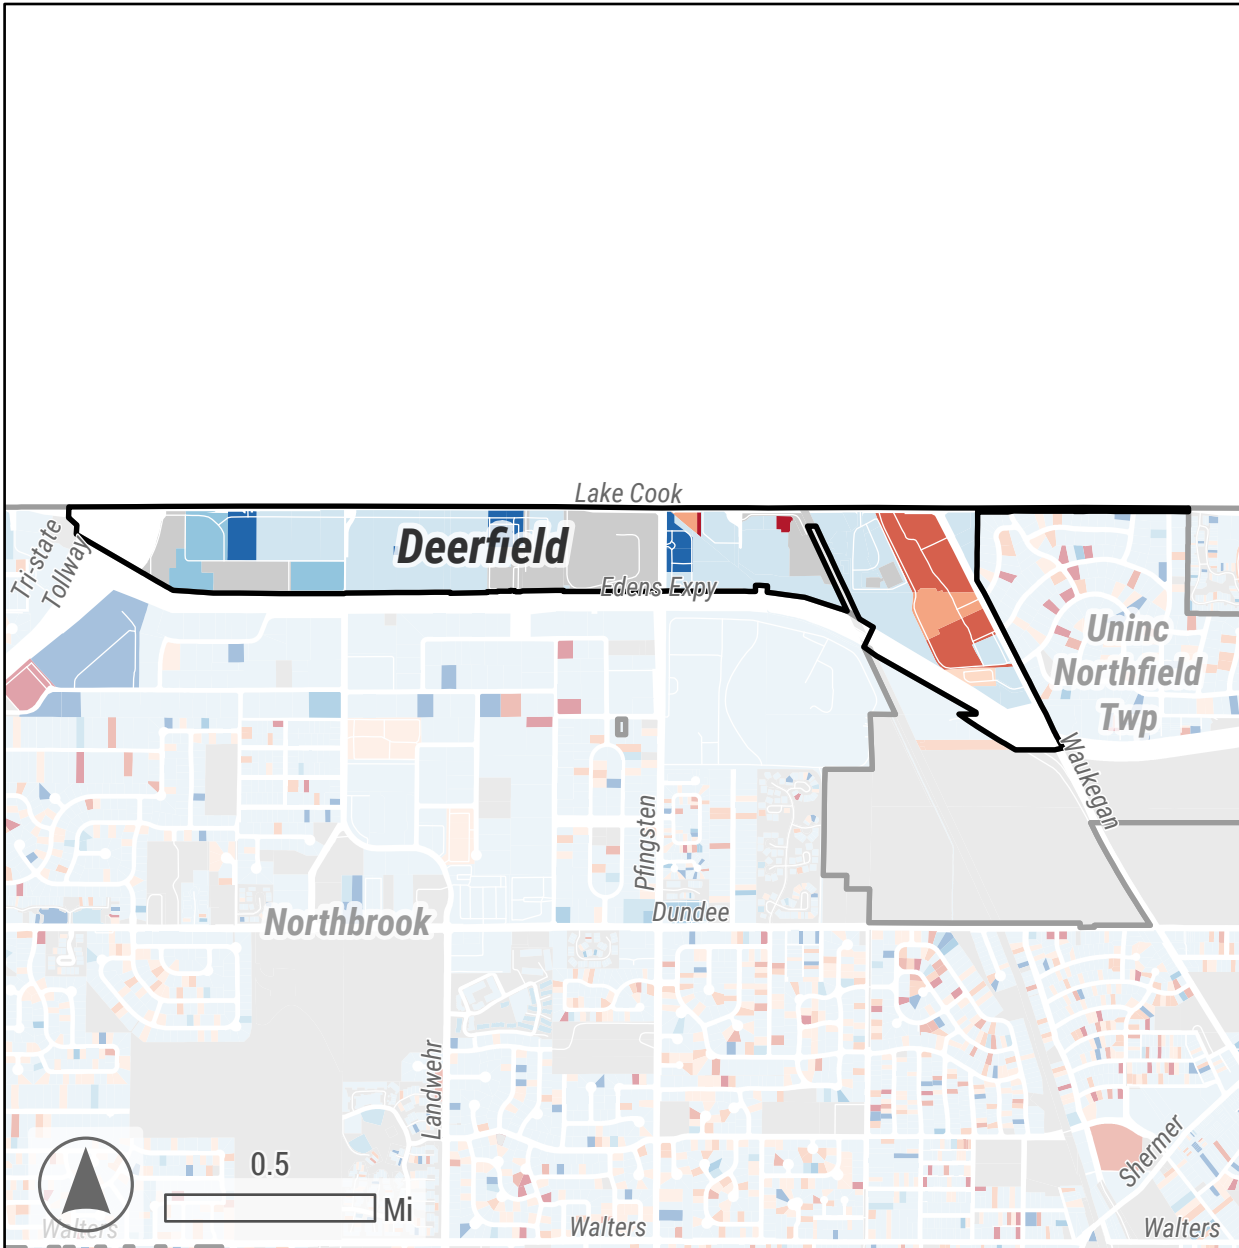 Lake Cook
Tri-state
Tollway
Deerfield
Edens Expy
Uninc
Northfield
Twp
Waukegan
Pfingsten
Dundee
Northbrook
Landwehr
Shermer
0.5
Mi
Walters
Walters
Walters